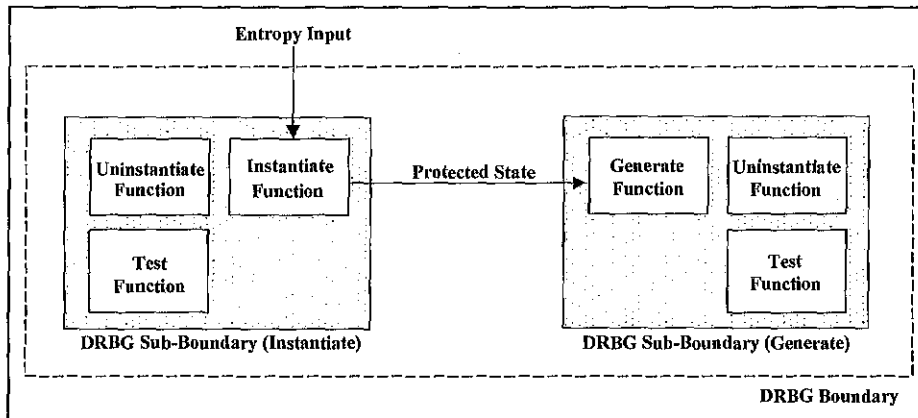 Entropy Input
Uninstantiate
Function
Instantiate
Function
Protected State
Generate
Function
Uninstantiate
Function
Test
Function
Test
Function
DRBG Sub-Boundary (Instantiate)
DRBG Sub-Boundary (Generate)
DRBG Boundary